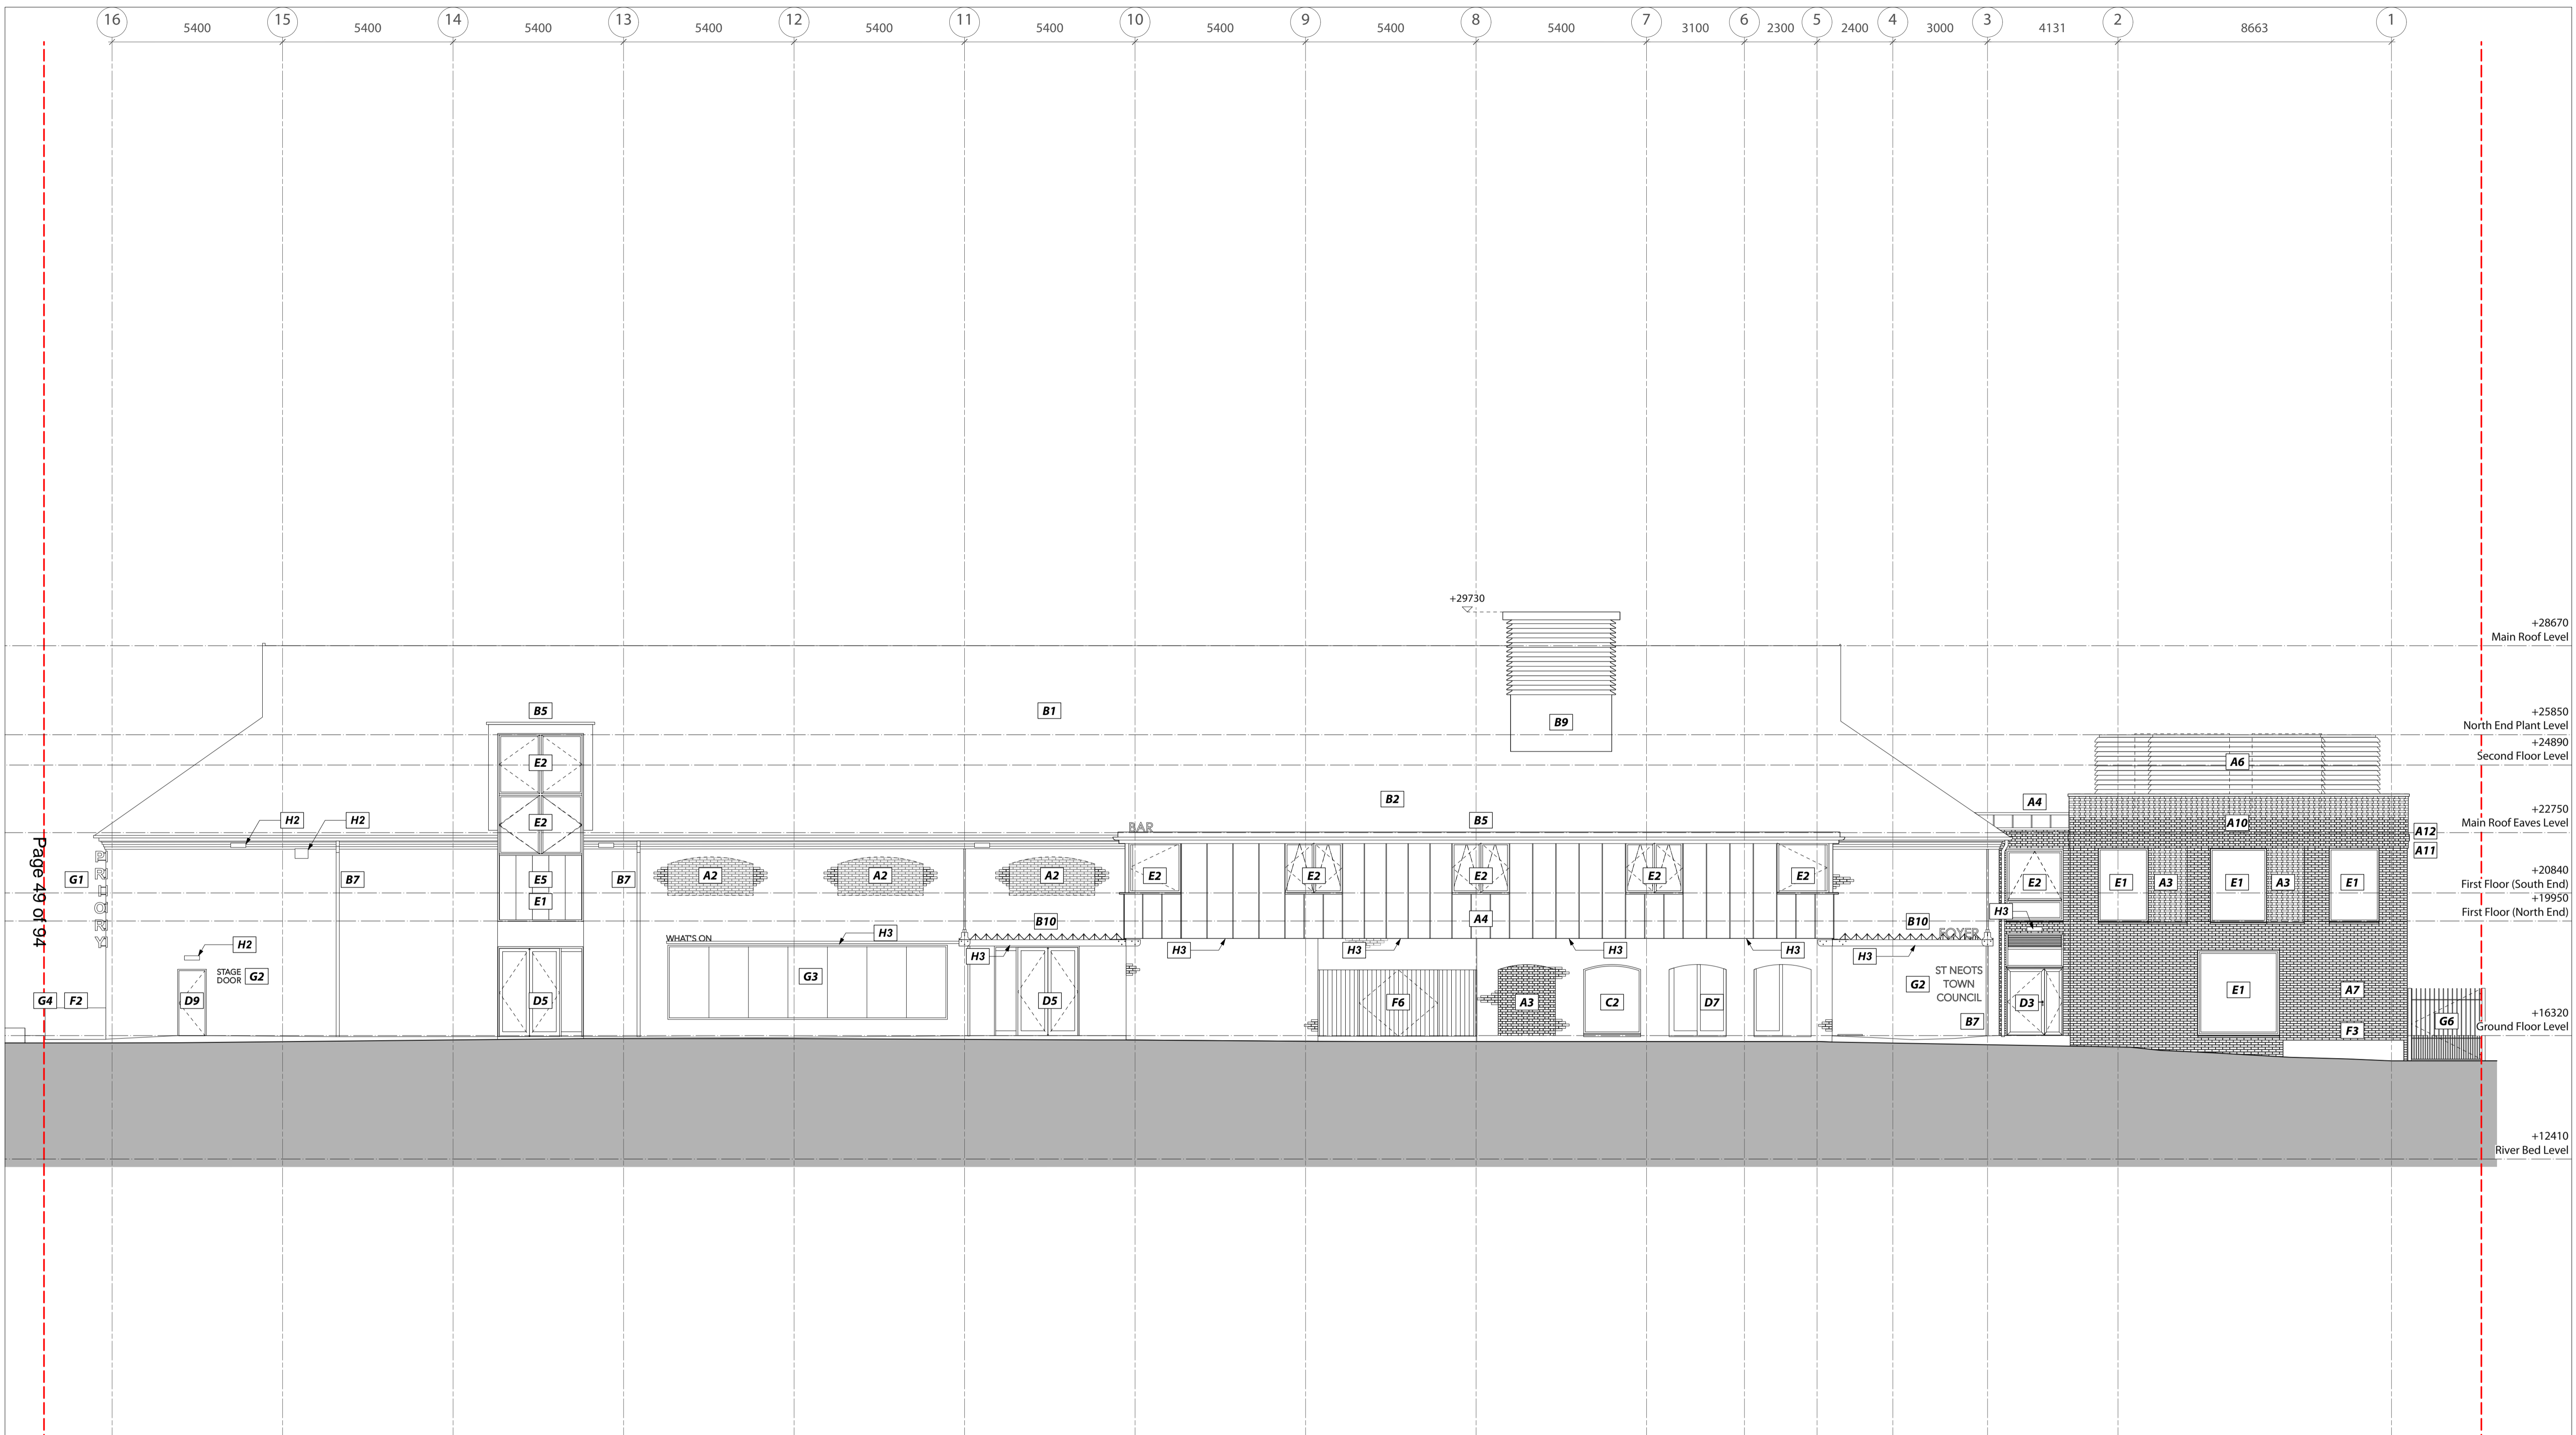 16 15 14 13 12 11 10 9 8 7 6 5 4 3 2 1
5400 5400 5400 5400 5400 5400 5400 5400 5400 3100 2300 2400 3000 4131 8663
+29730
+28670
Main Roof Level
B5 B1 B9
+25850
North End Plant Level
+24890
Second Floor Level
E2 A6
B2 A4
+22750
Main Roof Eaves Level
H2 H2 E2 B5 A10 A12
BAR
A11
PRIORY
G1 B7 E5 B7 A2 A2 A2 E2 E2 E2 E2 E2 E2 E1 A3 E1 A3 E1
+20840
First Floor (South End)
E1
+19950
First Floor (North End)
B10 A4 B10 H3
WHAT'S ON
H3
FOYER
H2 H3 H3 H3 H3 H3 H3
STAGE
DOOR
G2 G3
ST NEOTS
TOWN
COUNCIL
G2
G4 F2 D9 D5 D5 F6 A3 C2 D7 D3 E1 A7
+16320
Ground Floor Level
B7 F3 G6
+12410
River Bed Level
Page 49 of 94